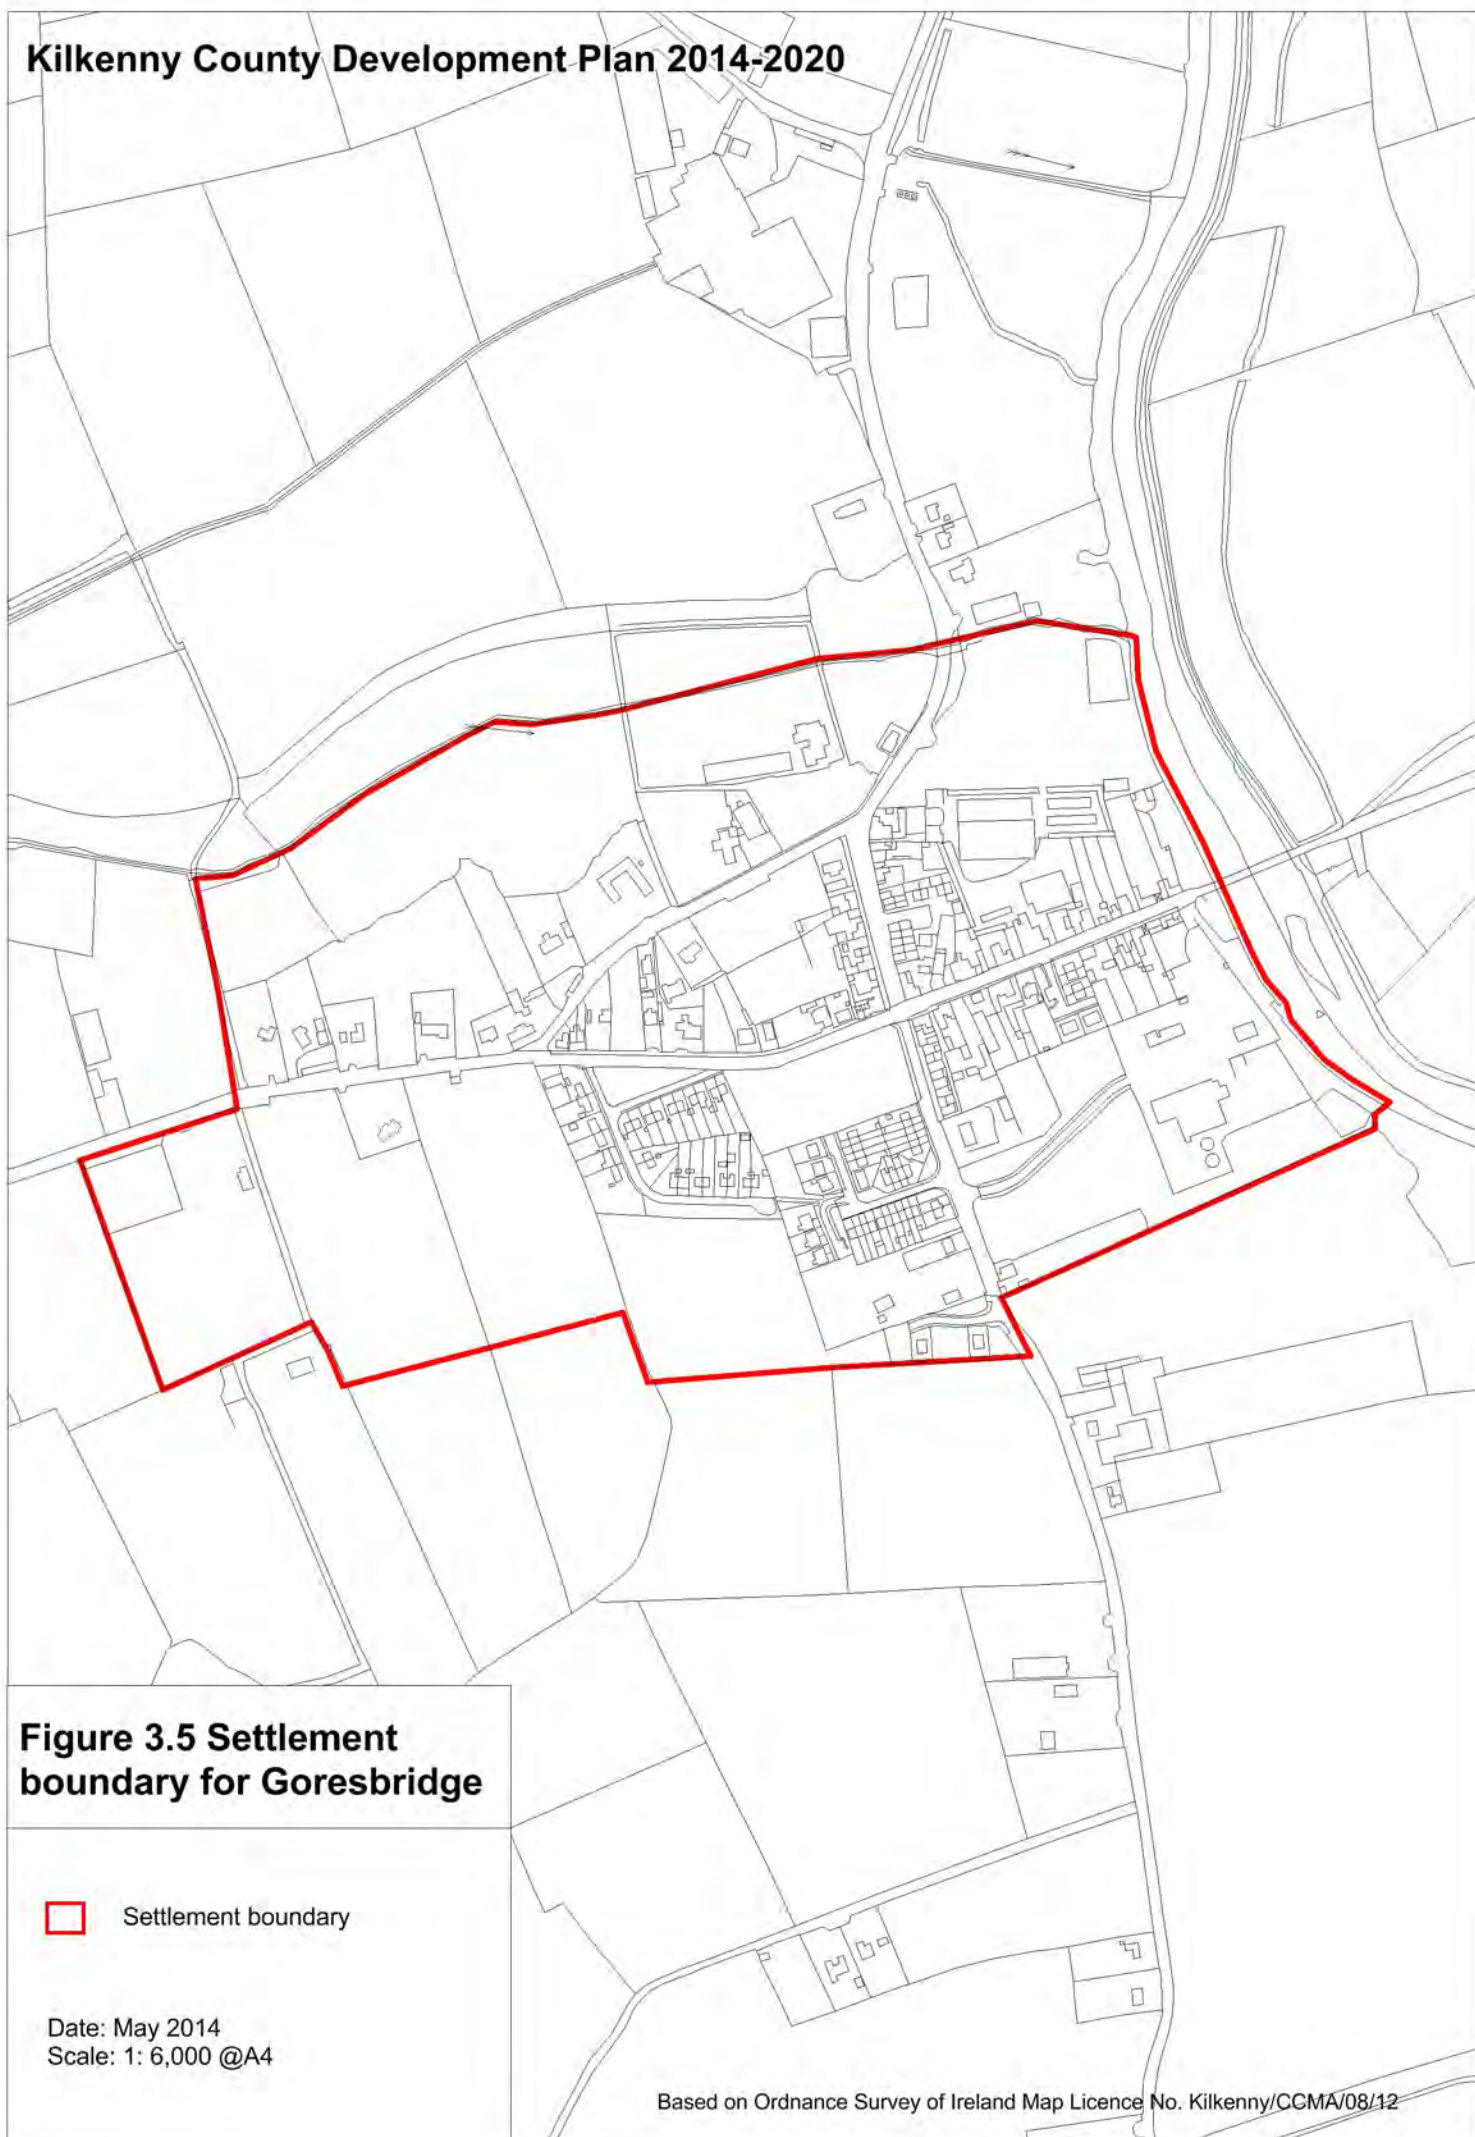 Kilkenny County Development Plan 2014-2020
Figure 3.5 Settlement
boundary for Goresbridge
Settlement boundary
Date: May 2014
Scale: 1: 6,000 @A4
Based on Ordnance Survey of Ireland Map Licence No. Kilkenny/CCMA/08/12